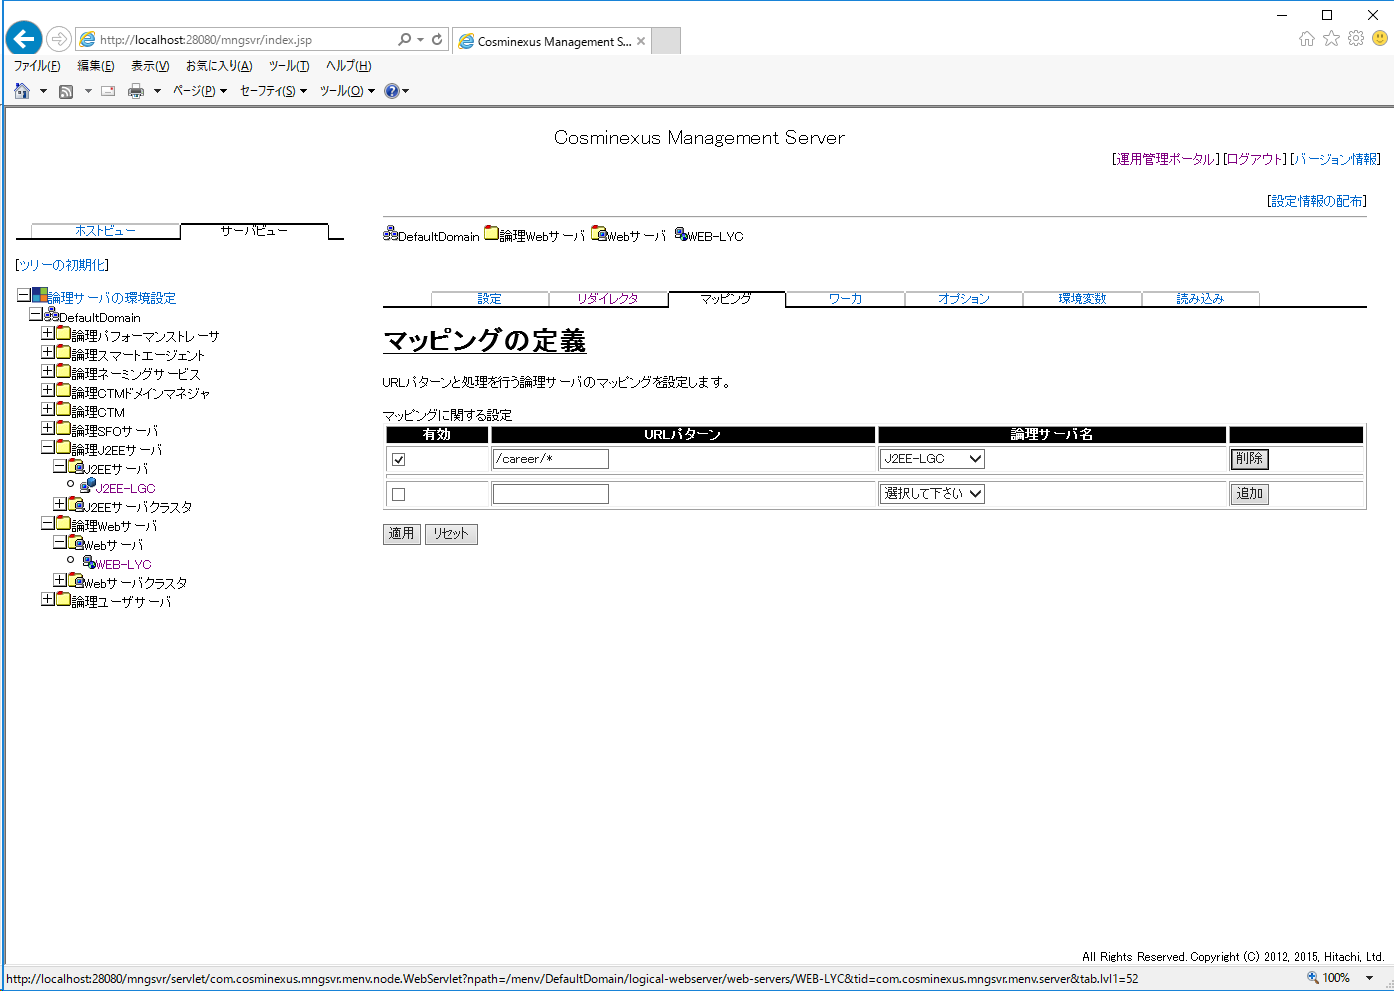 http://localhost:28080/mngsvr/index.jsp
Cosminexus Management S...
ファイル(F) 編集(E) 表示(V) お気に入り(A) ツール(T) ヘルプ(H)
ページ(P) セーフティ(S) ツール(O)
Cosminexus Management Server
[運用管理ポータル] [ログアウト] [バージョン情報]
[設定情報の配布]
ホストビュー サーバビュー
DefaultDomain 論理Webサーバ Webサーバ WEB-LYC
[ツリーの初期化]
論理サーバの環境設定
DefaultDomain
論理パフォーマンストレーサ
論理スマートエージェント
論理ネーミングサービス
論理CTMドメインマネジャ
論理CTM
論理SFOサーバ
論理J2EEサーバ
J2EEサーバ
J2EE-LGC
J2EEサーバクラスタ
論理Webサーバ
Webサーバ
WEB-LYC
Webサーバクラスタ
論理ユーザサーバ
設定 リダイレクタ マッピング ワーカ オプション 環境変数 読み込み
マッピングの定義
URLパターンと処理を行う論理サーバのマッピングを設定します。
マッピングに関する設定
有効 URLパターン 論理サーバ名
/career/* J2EE-LGC 削除
選択して下さい 追加
適用 リセット
All Rights Reserved. Copyright (C) 2012, 2015, Hitachi, Ltd.
http://localhost:28080/mngsvr/servlet/com.cosminexus.mngsvr.menv.node.WebServlet?npath=/menv/DefaultDomain/logical-webserver/web-servers/WEB-LYC&tid=com.cosminexus.mngsvr.menv.server&tab.lvl1=52
100%